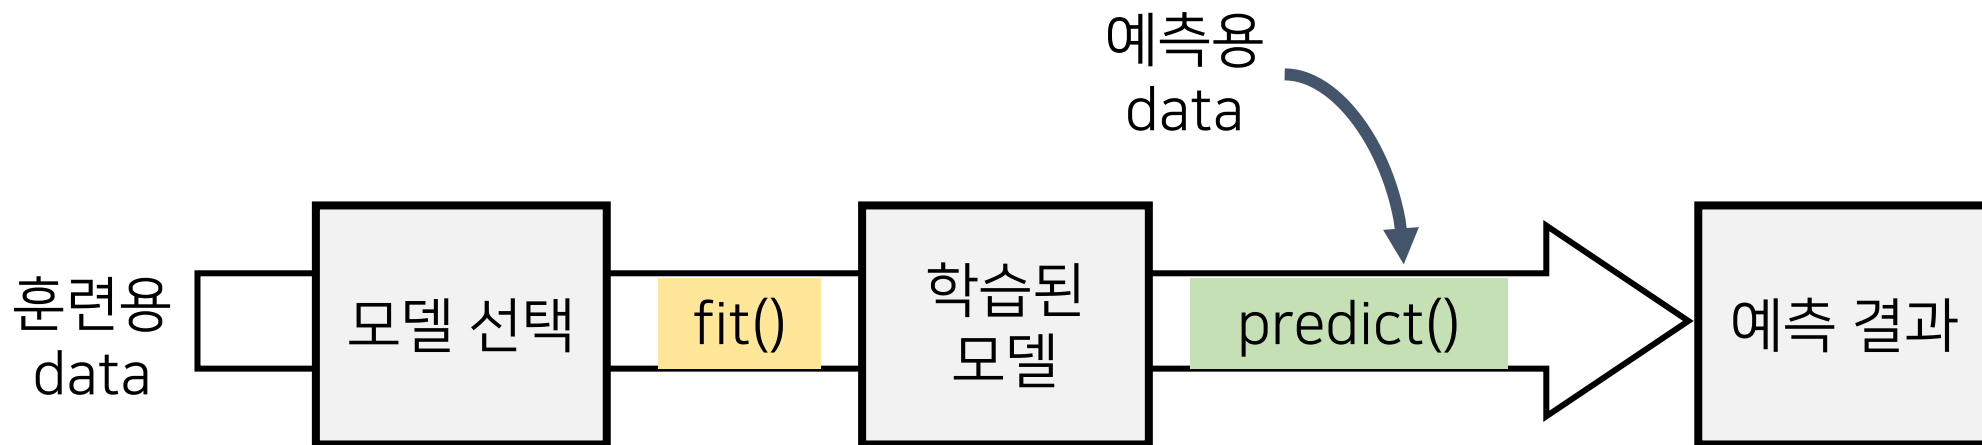 예측용
data
훈련용
data
모델 선택
fit()
학습된
모델
predict()
예측 결과